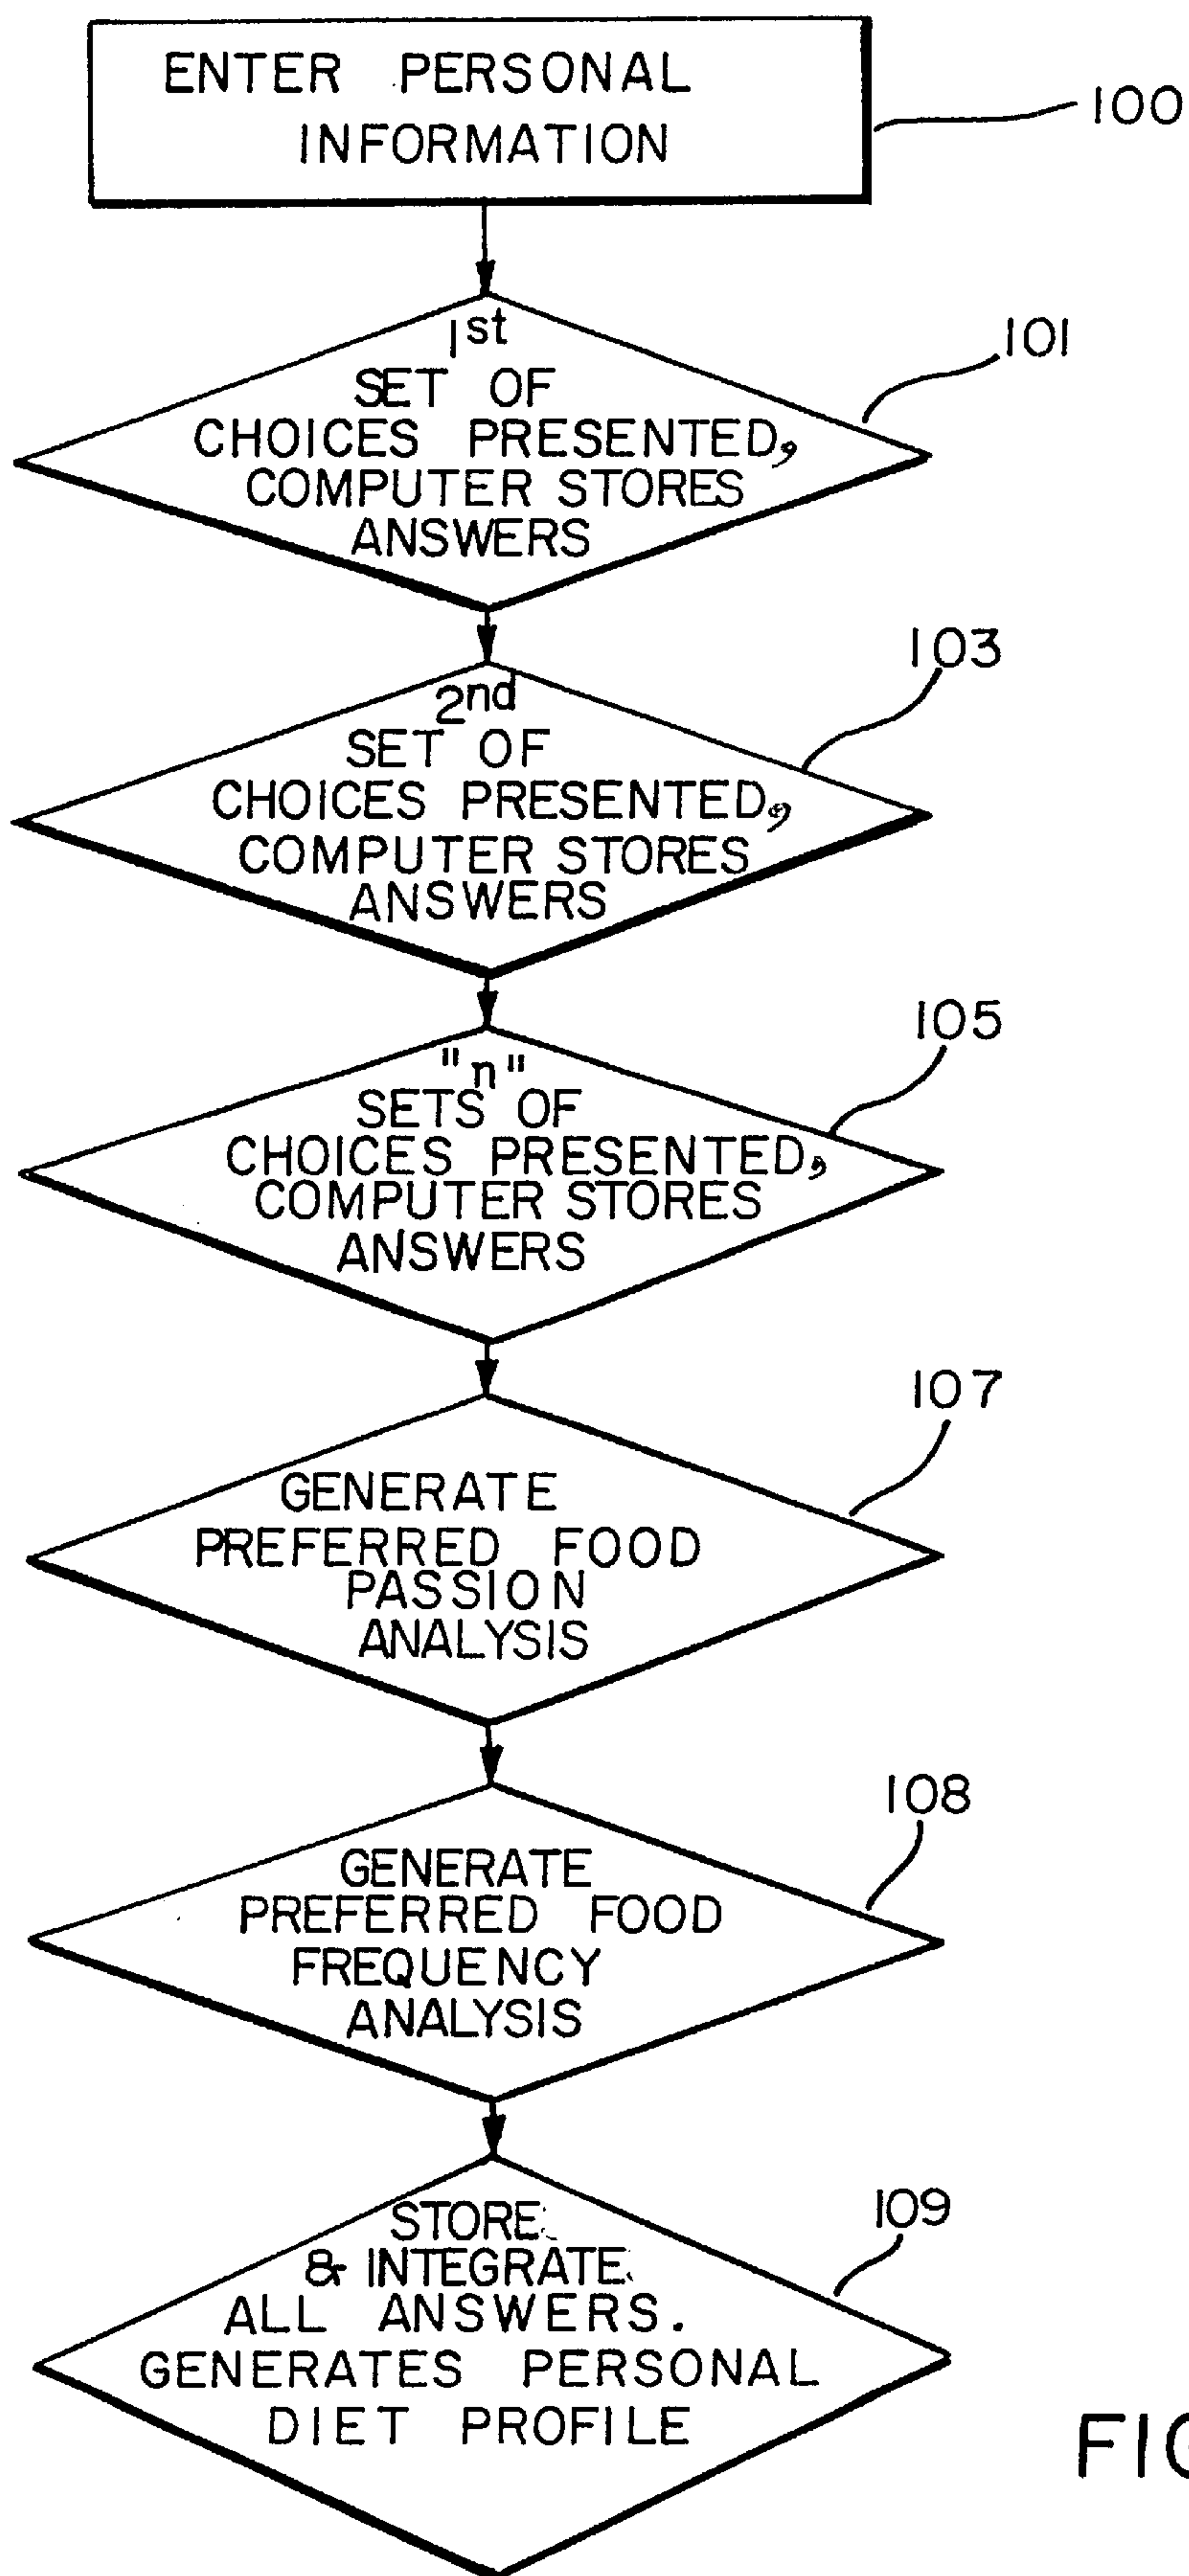 ENTER PERSONAL
INFORMATION
100
1st
SET OF
CHOICES PRESENTED,
COMPUTER STORES
ANSWERS
101
2nd
SET OF
CHOICES PRESENTED,
COMPUTER STORES
ANSWERS
103
"n"
SETS OF
CHOICES PRESENTED,
COMPUTER STORES
ANSWERS
105
GENERATE
PREFERRED FOOD
PASSION
ANALYSIS
107
GENERATE
PREFERRED FOOD
FREQUENCY
ANALYSIS
108
STORE
& INTEGRATE
ALL ANSWERS.
GENERATES PERSONAL
DIET PROFILE
109